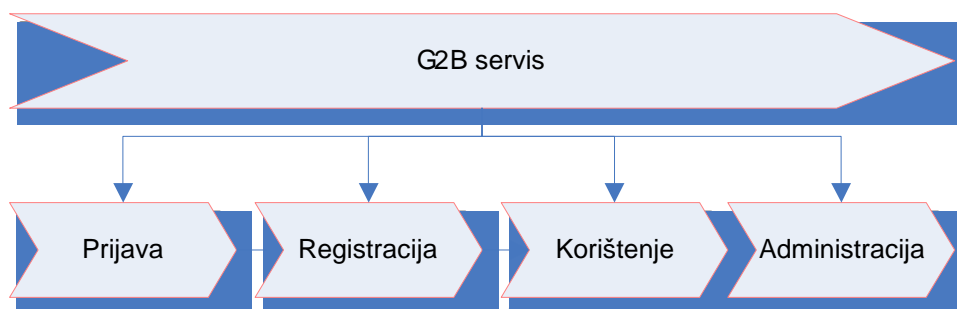 G2B servis
Prijava
Registracija
Korištenje
Administracija